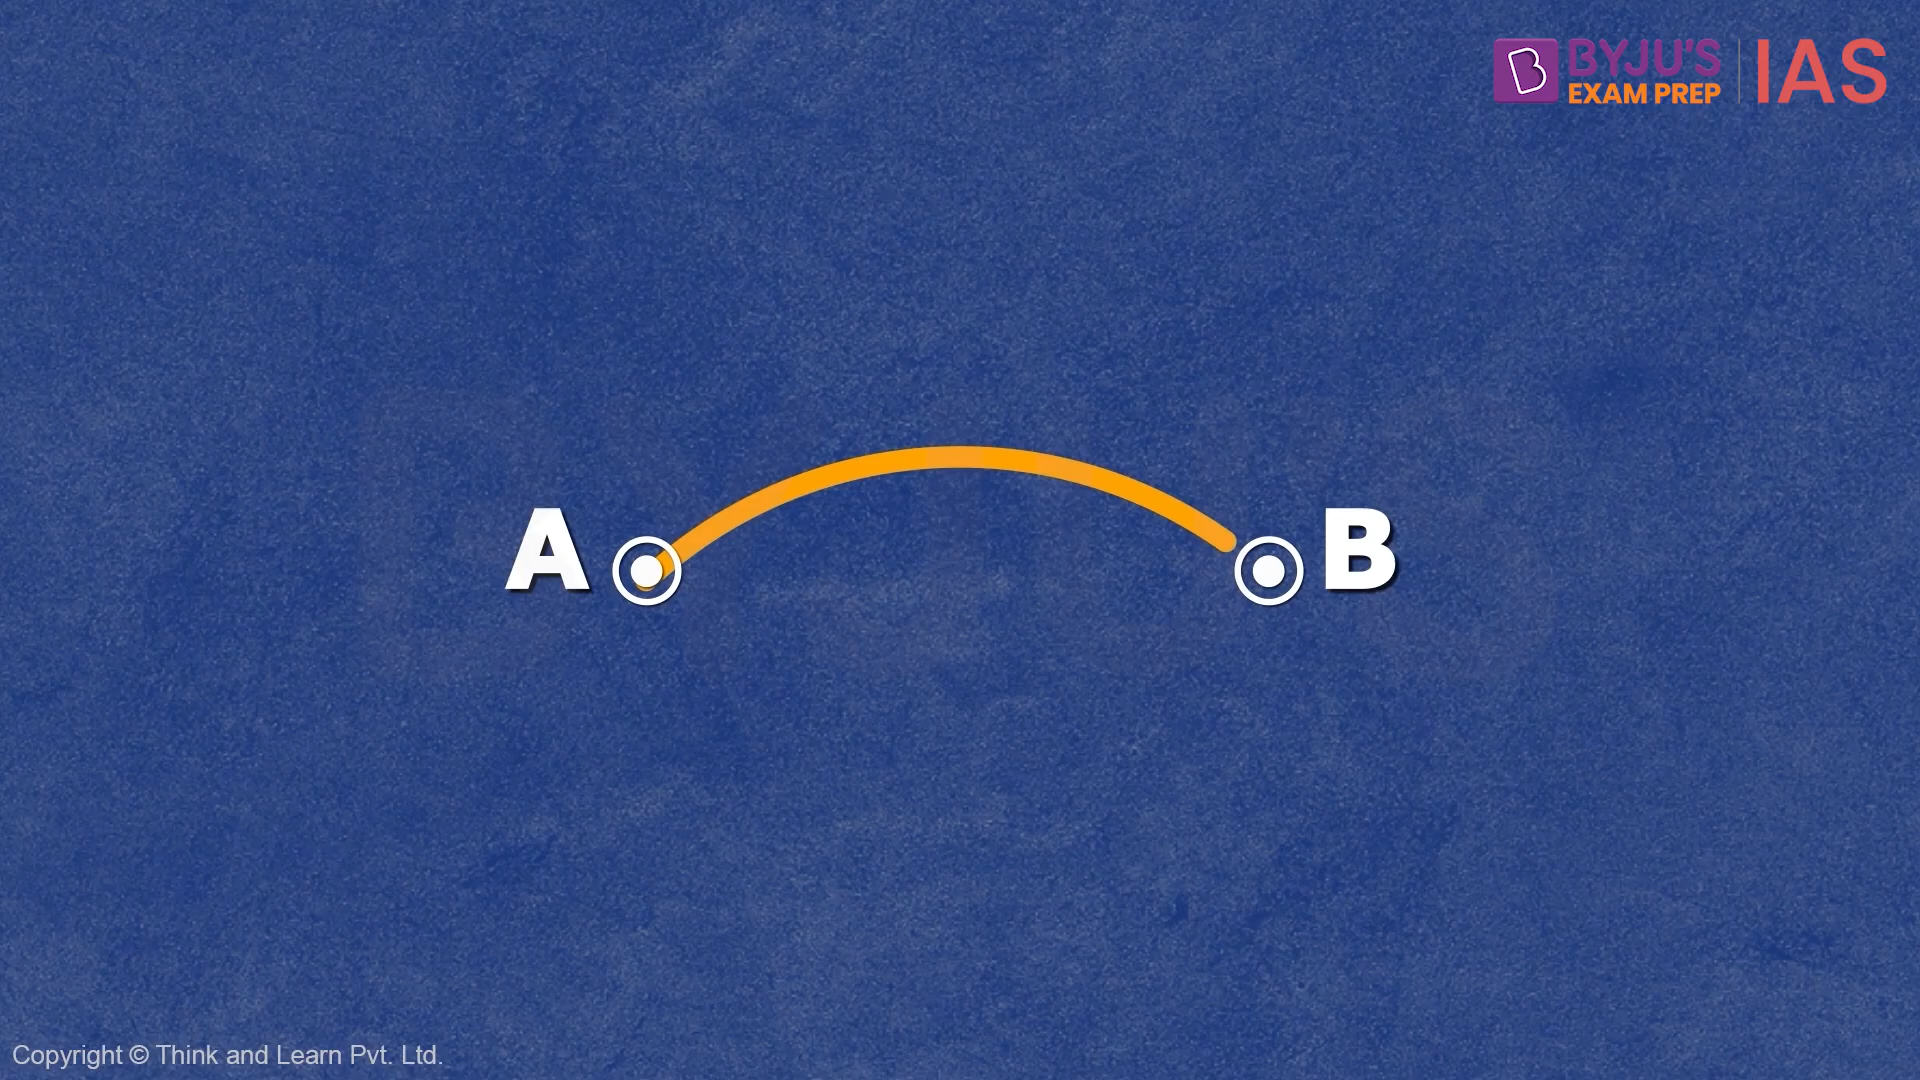 BYJU'S
EXAM PREP
IAS
A
B
Copyright © Think and Learn Pvt. Ltd.